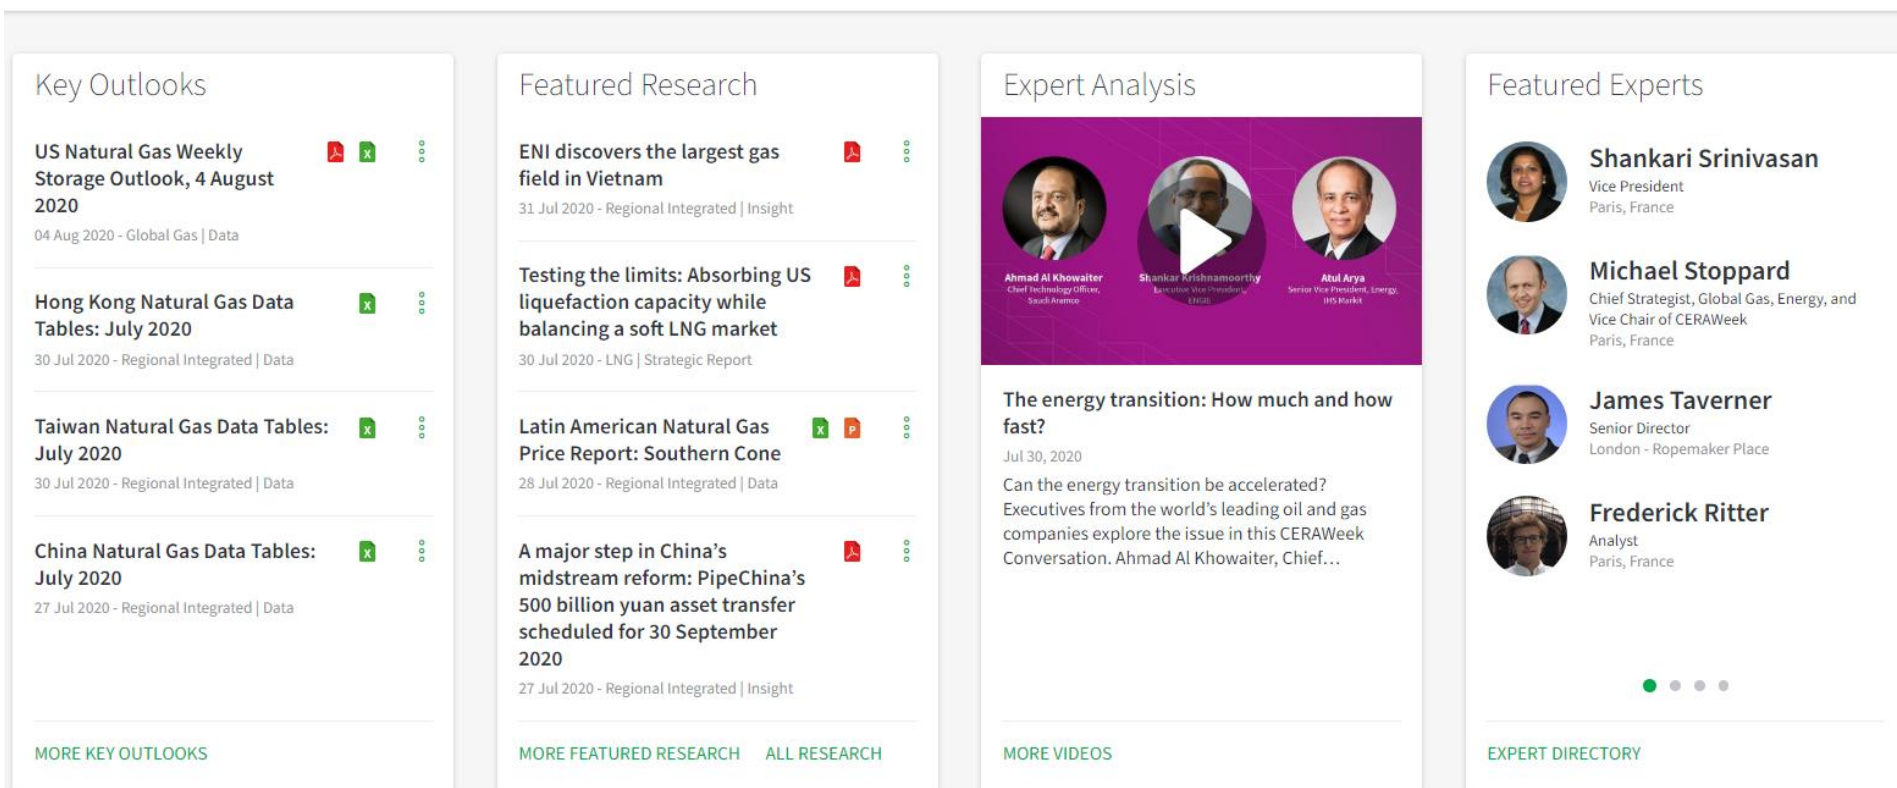 Key Outlooks
US Natural Gas Weekly
Storage Outlook, 4 August
2020
04 Aug 2020 - Global Gas | Data
Hong Kong Natural Gas Data
Tables: July 2020
30 Jul 2020 - Regional Integrated | Data
Taiwan Natural Gas Data Tables:
July 2020
30 Jul 2020 - Regional Integrated | Data
China Natural Gas Data Tables:
July 2020
27 Jul 2020 - Regional Integrated | Data
MORE KEY OUTLOOKS
Featured Research
ENI discovers the largest gas
field in Vietnam
31 Jul 2020 - Regional Integrated | Insight
Testing the limits: Absorbing US
liquefaction capacity while
balancing a soft LNG market
30 Jul 2020 - LNG | Strategic Report
Latin American Natural Gas
Price Report: Southern Cone
28 Jul 2020 - Regional Integrated | Data
A major step in China's
midstream reform: PipeChina's
500 billion yuan asset transfer
scheduled for 30 September
2020
27 Jul 2020 - Regional Integrated | Insight
MORE FEATURED RESEARCH ALL RESEARCH
Expert Analysis
Ahmad Al Khowaiter
Chief Technology Officer,
Saudi Aramco
Shankar Krishnamoorthy
Executive Vice President,
ENGIE
Atul Arya
Senior Vice President, Energy,
IHS Markit
The energy transition: How much and how
fast?
Jul 30, 2020
Can the energy transition be accelerated?
Executives from the world's leading oil and gas
companies explore the issue in this CERAWeek
Conversation. Ahmad Al Khowaiter, Chief…
MORE VIDEOS
Featured Experts
Shankari Srinivasan
Vice President
Paris, France
Michael Stoppard
Chief Strategist, Global Gas, Energy, and
Vice Chair of CERAWeek
Paris, France
James Taverner
Senior Director
London - Ropemaker Place
Frederick Ritter
Analyst
Paris, France
EXPERT DIRECTORY